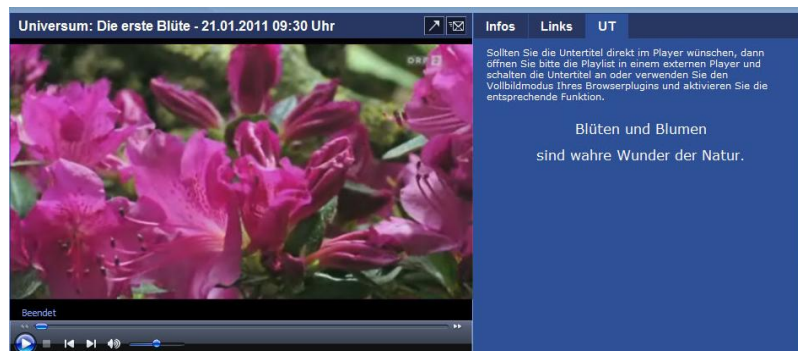 Universum: Die erste Blüte - 21.01.2011 09:30 Uhr
ORF 2
Beendet
Infos Links UT
Sollten Sie die Untertitel direkt im Player wünschen, dann
öffnen Sie bitte die Playlist in einem externen Player und
schalten die Untertitel an oder verwenden Sie den
Vollbildmodus Ihres Browserplugins und aktivieren Sie die
entsprechende Funktion.
Blüten und Blumen
sind wahre Wunder der Natur.